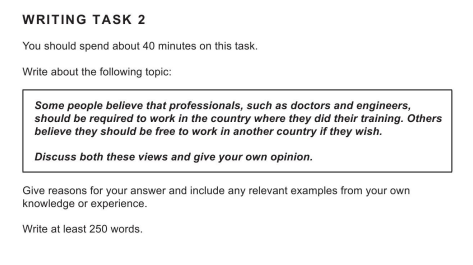 WRITING TASK 2
You should spend about 40 minutes on this task.
Write about the following topic:
Some people believe that professionals, such as doctors and engineers,
should be required to work in the country where they did their training. Others
believe they should be free to work in another country if they wish.
Discuss both these views and give your own opinion.
Give reasons for your answer and include any relevant examples from your own
knowledge or experience.
Write at least 250 words.